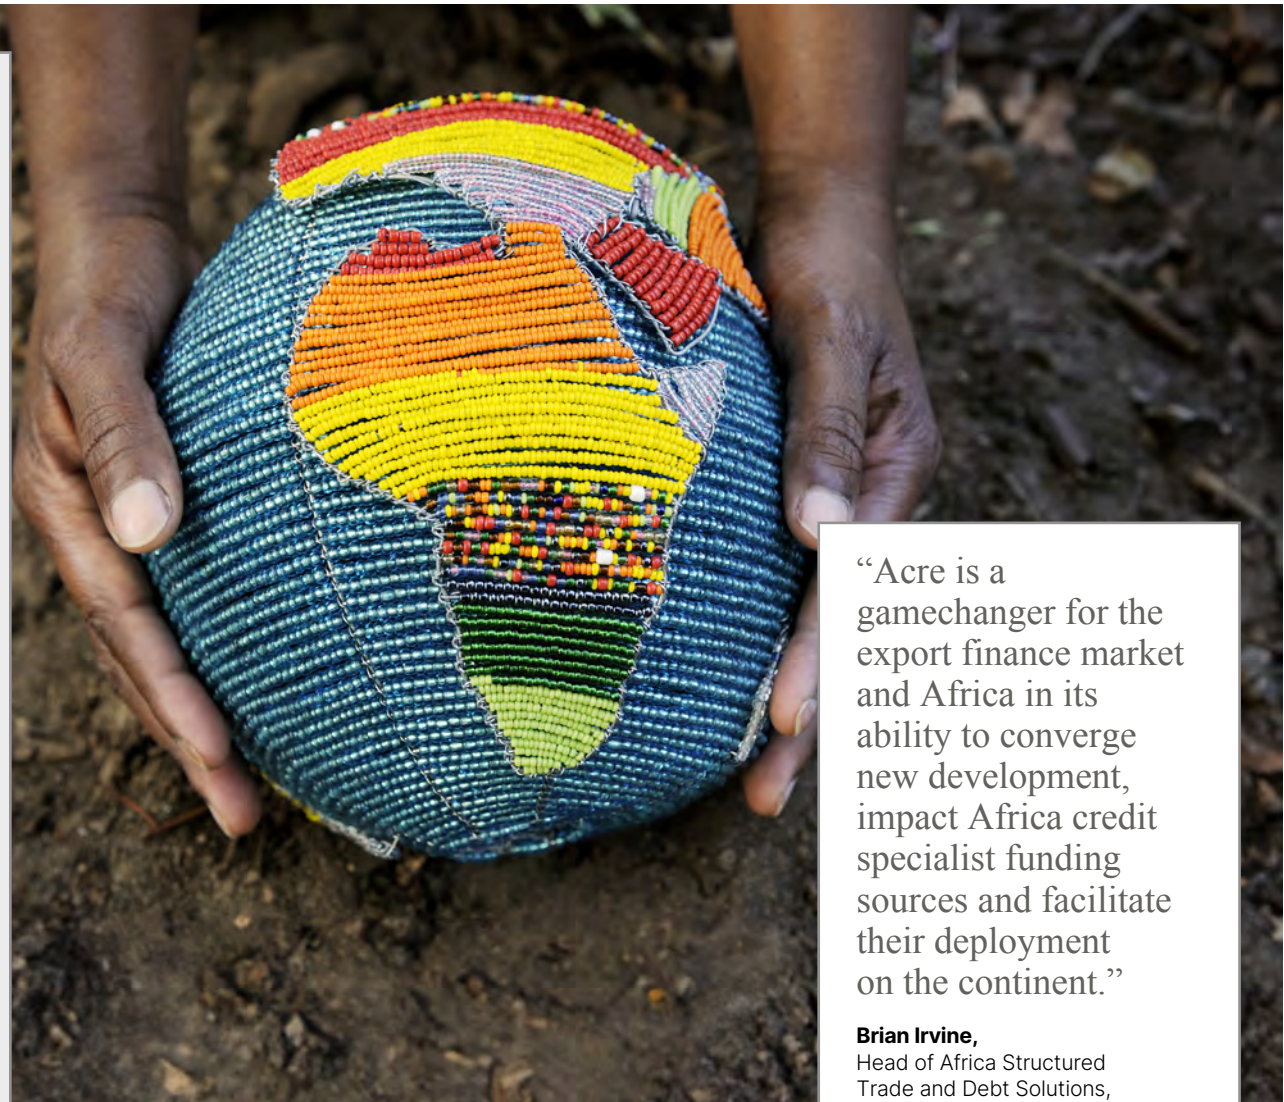 “Acre is a
gamechanger for the
export finance market
and Africa in its
ability to converge
new development,
impact Africa credit
specialist funding
sources and facilitate
their deployment
on the continent.”
Brian Irvine,
Head of Africa Structured
Trade and Debt Solutions,